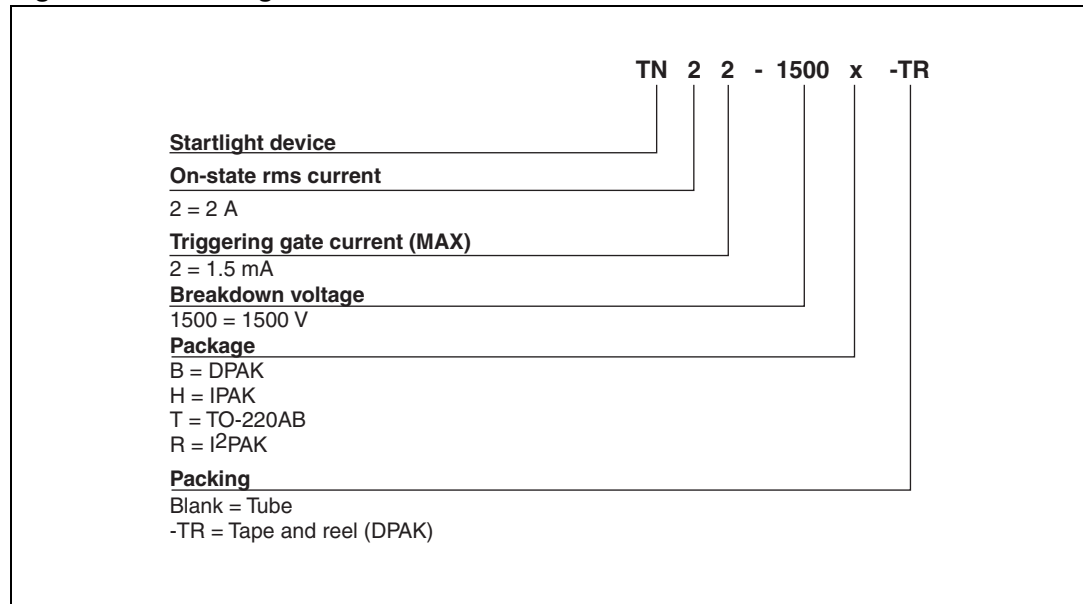 TN 2 2 - 1500 x -TR
Startlight device
On-state rms current
2 = 2 A
Triggering gate current (MAX)
2 = 1.5 mA
Breakdown voltage
1500 = 1500 V
Package
B = DPAK
H = IPAK
T = TO-220AB
R = I²PAK
Packing
Blank = Tube
-TR = Tape and reel (DPAK)